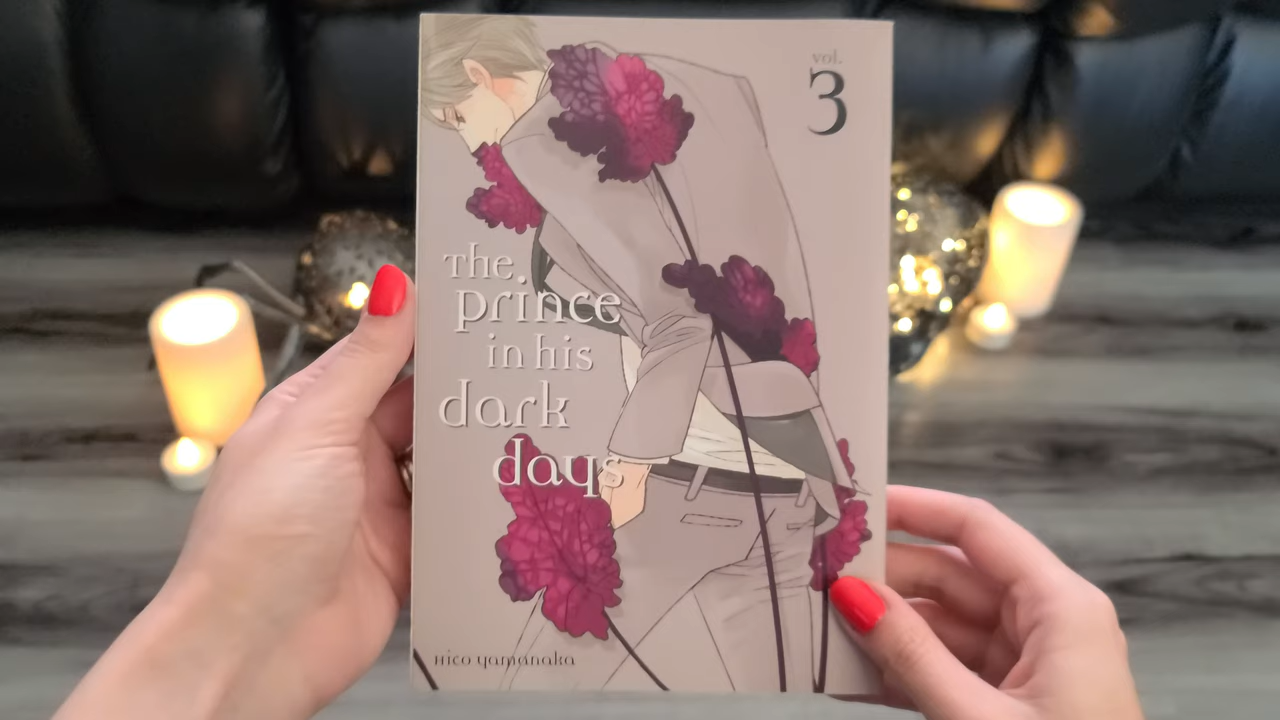 vol.
3
The
prince
in his
dark
days
Hico Yamanaka